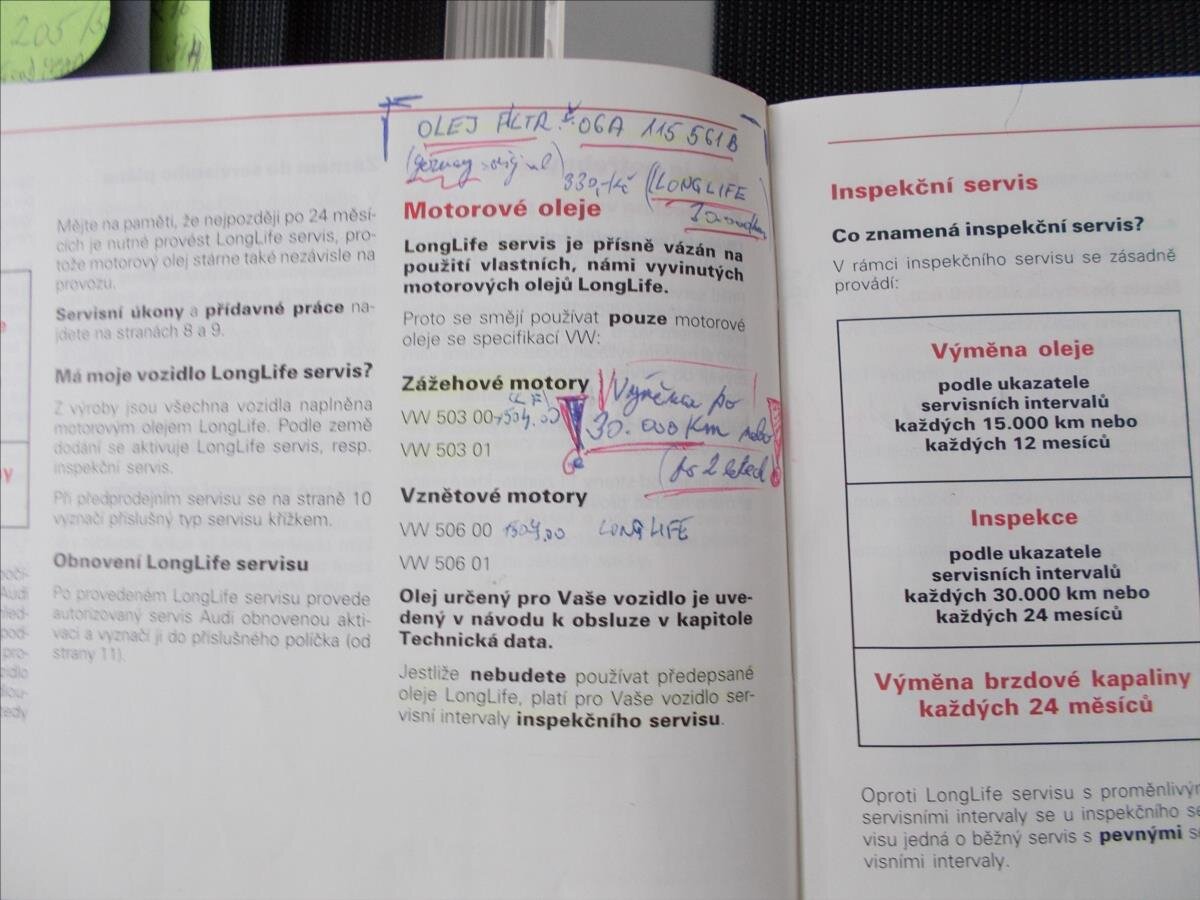 205/
Mějte na paměti, že nejpozději po 24 měsí-
cích je nutné provést LongLife servis, pro-
tože motorový olej stárne také nezávisle na
provozu.
Servisní úkony a přídavné práce na-
jdete na stranách 8 a 9.
Má moje vozidlo LongLife servis?
Z výroby jsou všechna vozidla naplněna
motorovým olejem LongLife. Podle země
dodání se aktivuje LongLife servis, resp.
inspekční servis.
Při předprodejním servisu se na straně 10
vyznačí příslušný typ servisu křížkem.
Obnovení LongLife servisu
Po provedeném LongLife servisu provede
autorizovaný servis Audi obnovenou akti-
vaci a vyznačí ji do příslušného políčka (od
strany 11).
OLEJ FILTR č. 06A 115 561B
330,-Kč (LONGLIFE
Motorové oleje
LongLife servis je přísně vázán na
použití vlastních, námi vyvinutých
motorových olejů LongLife.
Proto se smějí používat pouze motorové
oleje se specifikací VW:
Zážehové motory
VW 503 00 504,00
VW 503 01
Výměna po
30.000 Km nebo
po 2 letech
Vznětové motory
VW 506 00 504,00 LONGLIFE
VW 506 01
Olej určený pro Vaše vozidlo je uve-
dený v návodu k obsluze v kapitole
Technická data.
Jestliže nebudete používat předepsané
oleje LongLife, platí pro Vaše vozidlo ser-
visní intervaly inspekčního servisu.
Inspekční servis
Co znamená inspekční servis?
V rámci inspekčního servisu se zásadně
provádí:
Výměna oleje
podle ukazatele
servisních intervalů
každých 15.000 km nebo
každých 12 mesíců
Inspekce
podle ukazatele
servisních intervalů
každých 30.000 km nebo
každých 24 mesíců
Výměna brzdové kapaliny
každých 24 měsíců
Oproti LongLife servisu s proměnlivým
servisními intervaly se u inspekčního se
visu jedná o běžný servis s pevnými s
visními intervaly.